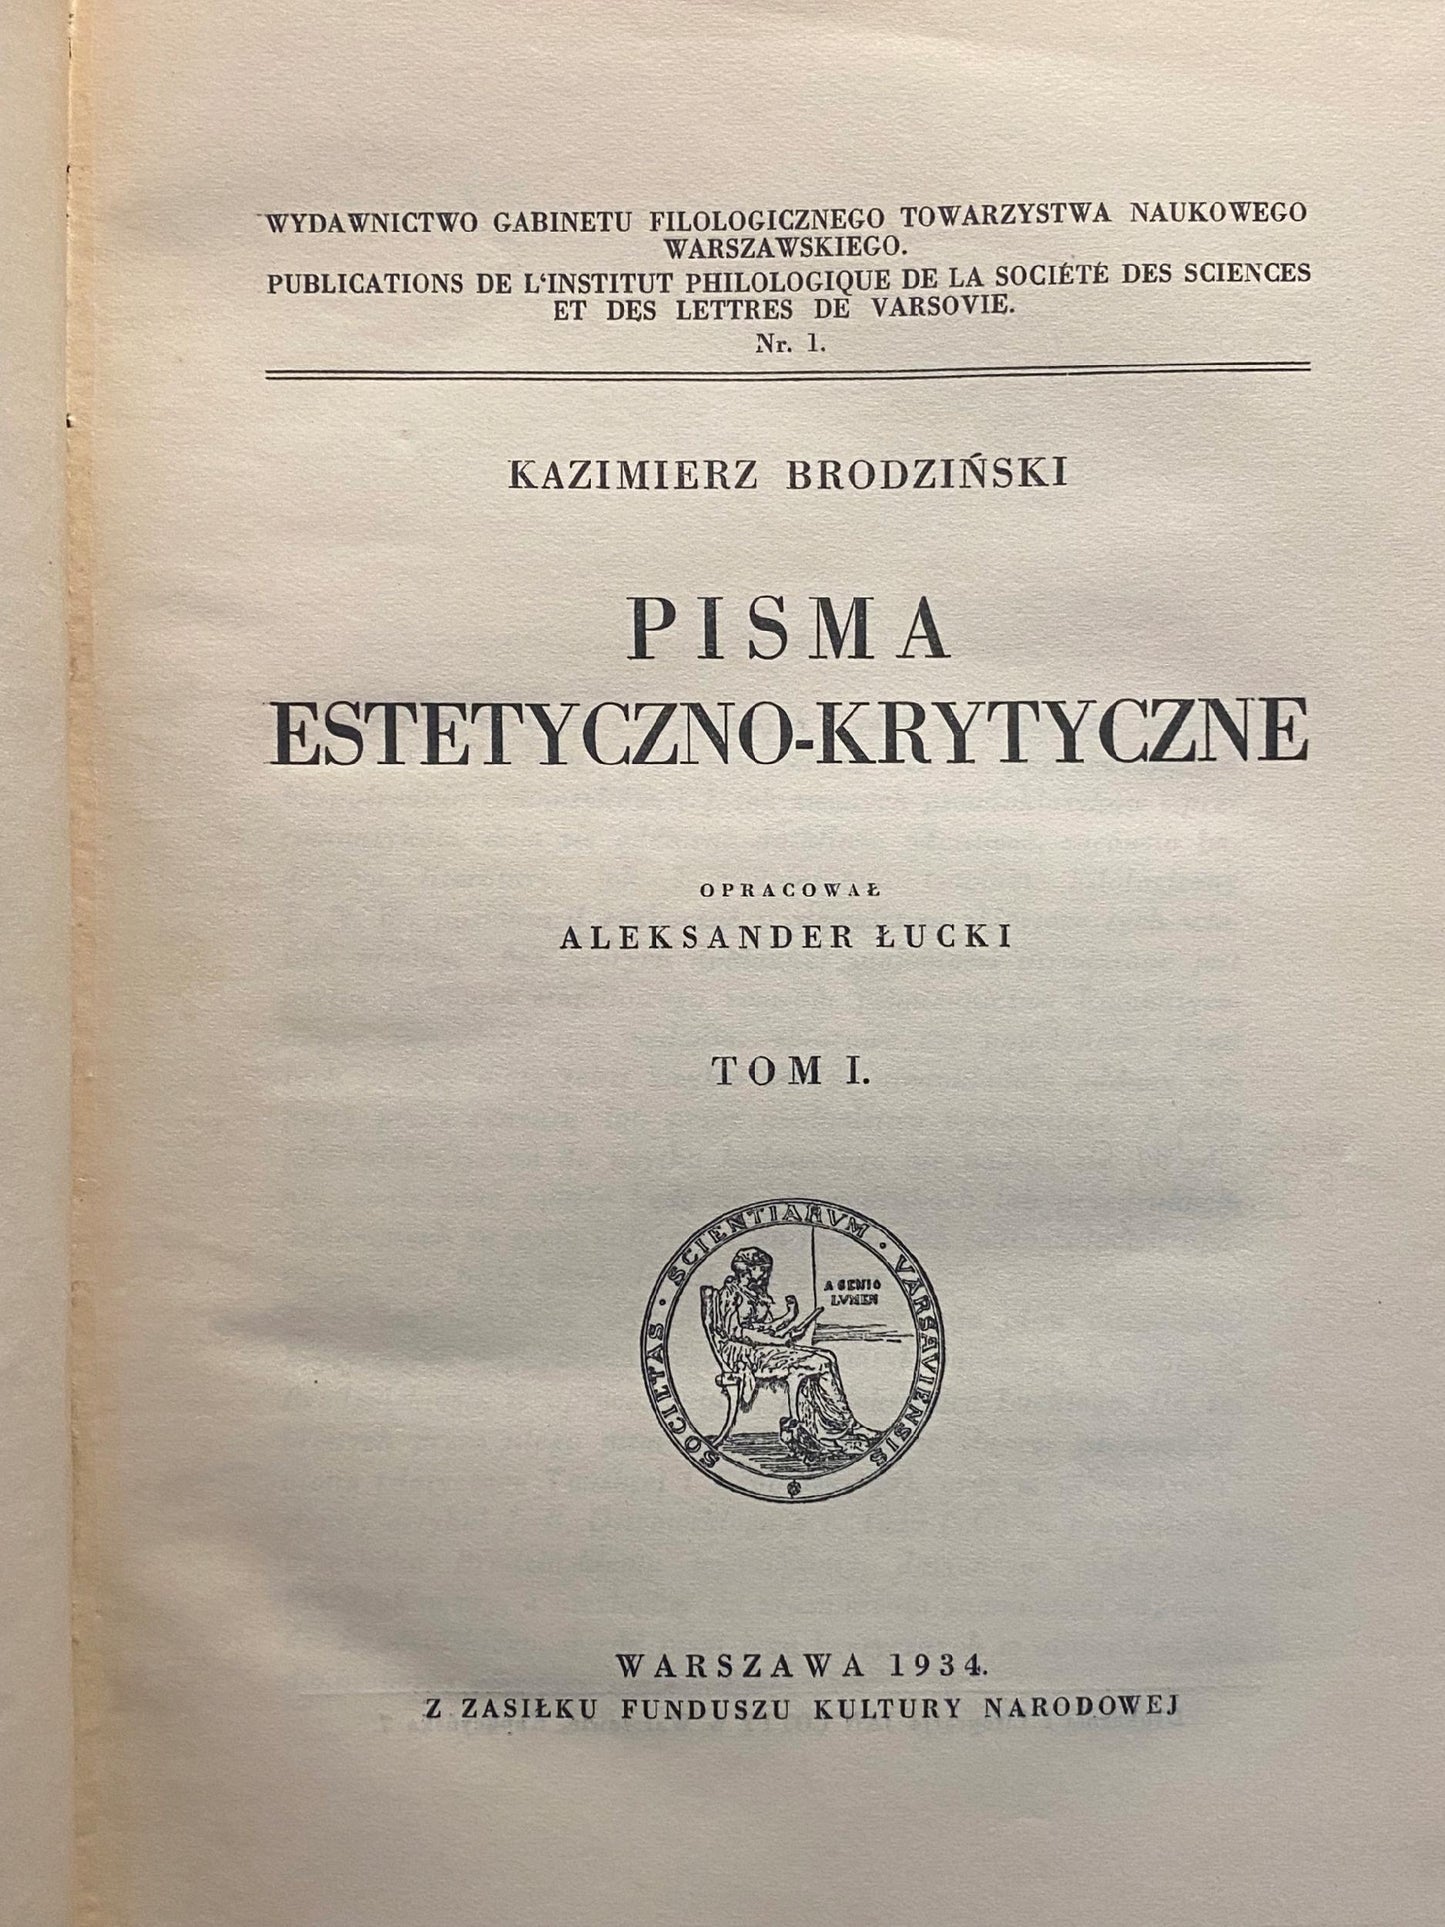 WYDAWNICTWO GABINETU FILOLOGICZNEGO TOWARZYSTWA NAUKOWEGO
WARSZAWSKIEGO.
PUBLICATIONS DE L'INSTITUT PHILOLOGIQUE DE LA SOCIÉTÉ DES SCIENCES
ET DES LETTRES DE VARSOVIE.
Nr. 1.
KAZIMIERZ BRODZIŃSKI
PISMA
ESTETYCZNO-KRYTYCZNE
OPRACOWAŁ
ALEKSANDER ŁUCKI
TOM I.
SOCIETAS · SCIENTIARVM · VARSAVIENSIS
A GENIO
LVMEN
WARSZAWA 1934.
Z ZASIŁKU FUNDUSZU KULTURY NARODOWEJ